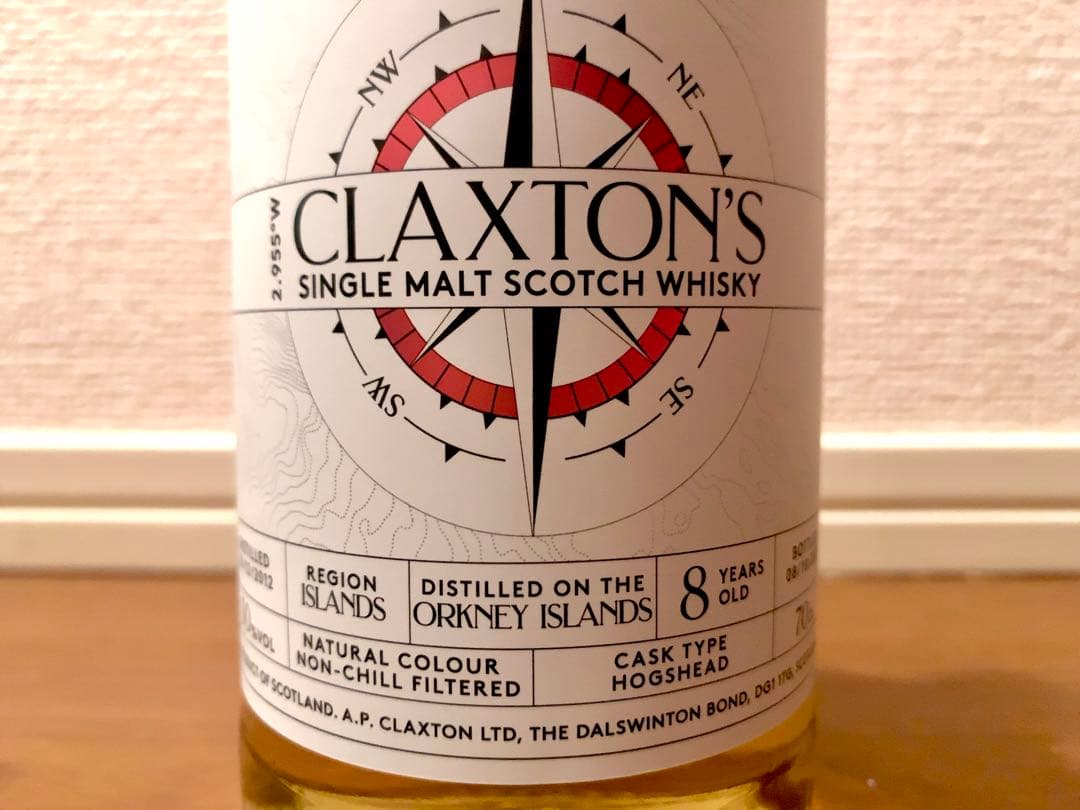 NW
NE
2.955°W
CLAXTON'S
SINGLE MALT SCOTCH WHISKY
SW
SE
REGION
ISLANDS
DISTILLED ON THE
ORKNEY ISLANDS
8 YEARS
OLD
NATURAL COLOUR
NON-CHILL FILTERED
CASK TYPE
HOGSHEAD
OF SCOTLAND. A.P. CLAXTON LTD, THE DALSWINTON BOND, DG1